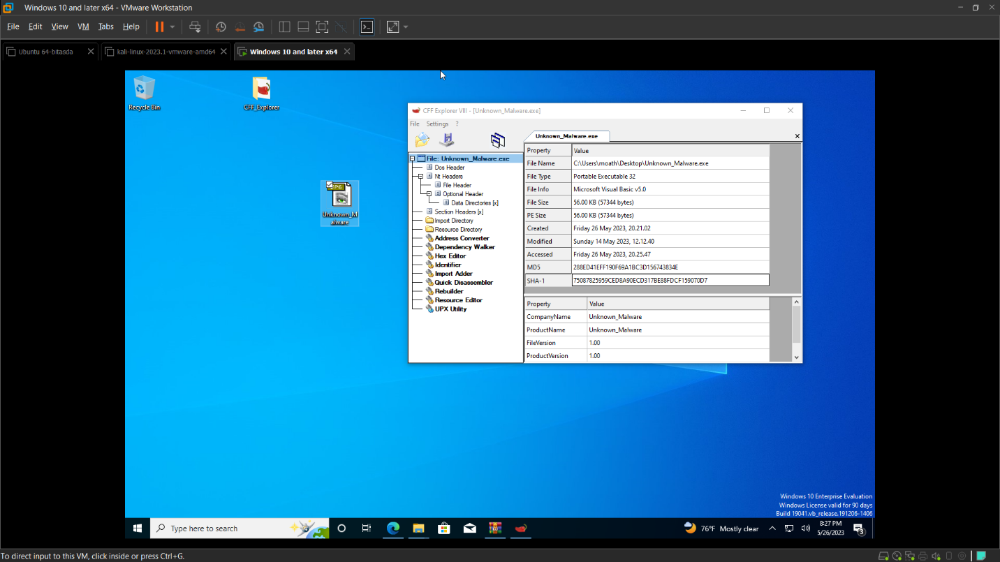 Windows 10 and later x64 - VMware Workstation
File Edit View VM Tabs Help
Ubuntu 64-bitasda
kali-linux-2023.1-vmware-amd64
Windows 10 and later x64
Recycle Bin
CFF_Explorer
JPG
Unknown_M
alware
CFF Explorer VIII - [Unknown_Malware.exe]
File Settings ?
Unknown_Malware.exe
File: Unknown_Malware.exe
Dos Header
Nt Headers
File Header
Optional Header
Data Directories [x]
Section Headers [x]
Import Directory
Resource Directory
Address Converter
Dependency Walker
Hex Editor
Identifier
Import Adder
Quick Disassembler
Rebuilder
Resource Editor
UPX Utility
Property Value
File Name C:\Users\moath\Desktop\Unknown_Malware.exe
File Type Portable Executable 32
File Info Microsoft Visual Basic v5.0
File Size 56.00 KB (57344 bytes)
PE Size 56.00 KB (57344 bytes)
Created Friday 26 May 2023, 20.21.02
Modified Sunday 14 May 2023, 12.12.40
Accessed Friday 26 May 2023, 20.25.47
MD5 288ED41EFF190F69A1BC3D156743834E
SHA-1 75087825959CED8A90ECD317BE88FDCF159070D7
Property Value
CompanyName Unknown_Malware
ProductName Unknown_Malware
FileVersion 1.00
ProductVersion 1.00
Windows 10 Enterprise Evaluation
Windows License valid for 90 days
Build 19041.vb_release.191206-1406
Type here to search
76°F Mostly clear
8:27 PM
5/26/2023
3
To direct input to this VM, click inside or press Ctrl+G.